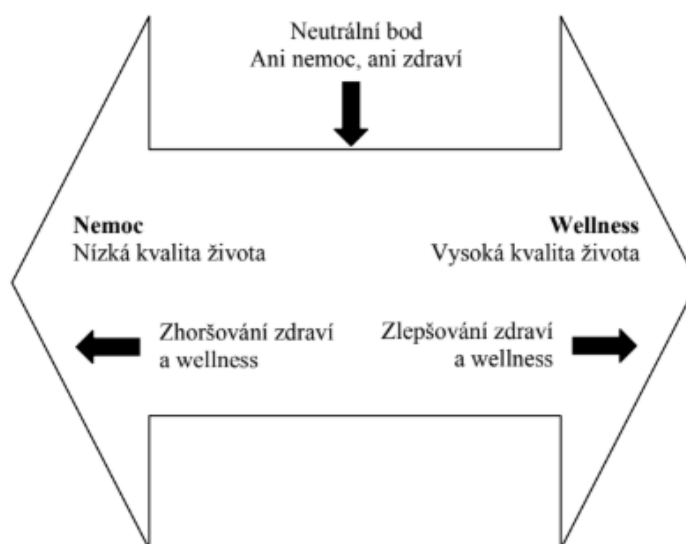 Neutrální bod
Ani nemoc, ani zdraví
Nemoc
Nízká kvalita života
Wellness
Vysoká kvalita života
Zhoršování zdraví
a wellness
Zlepšování zdraví
a wellness